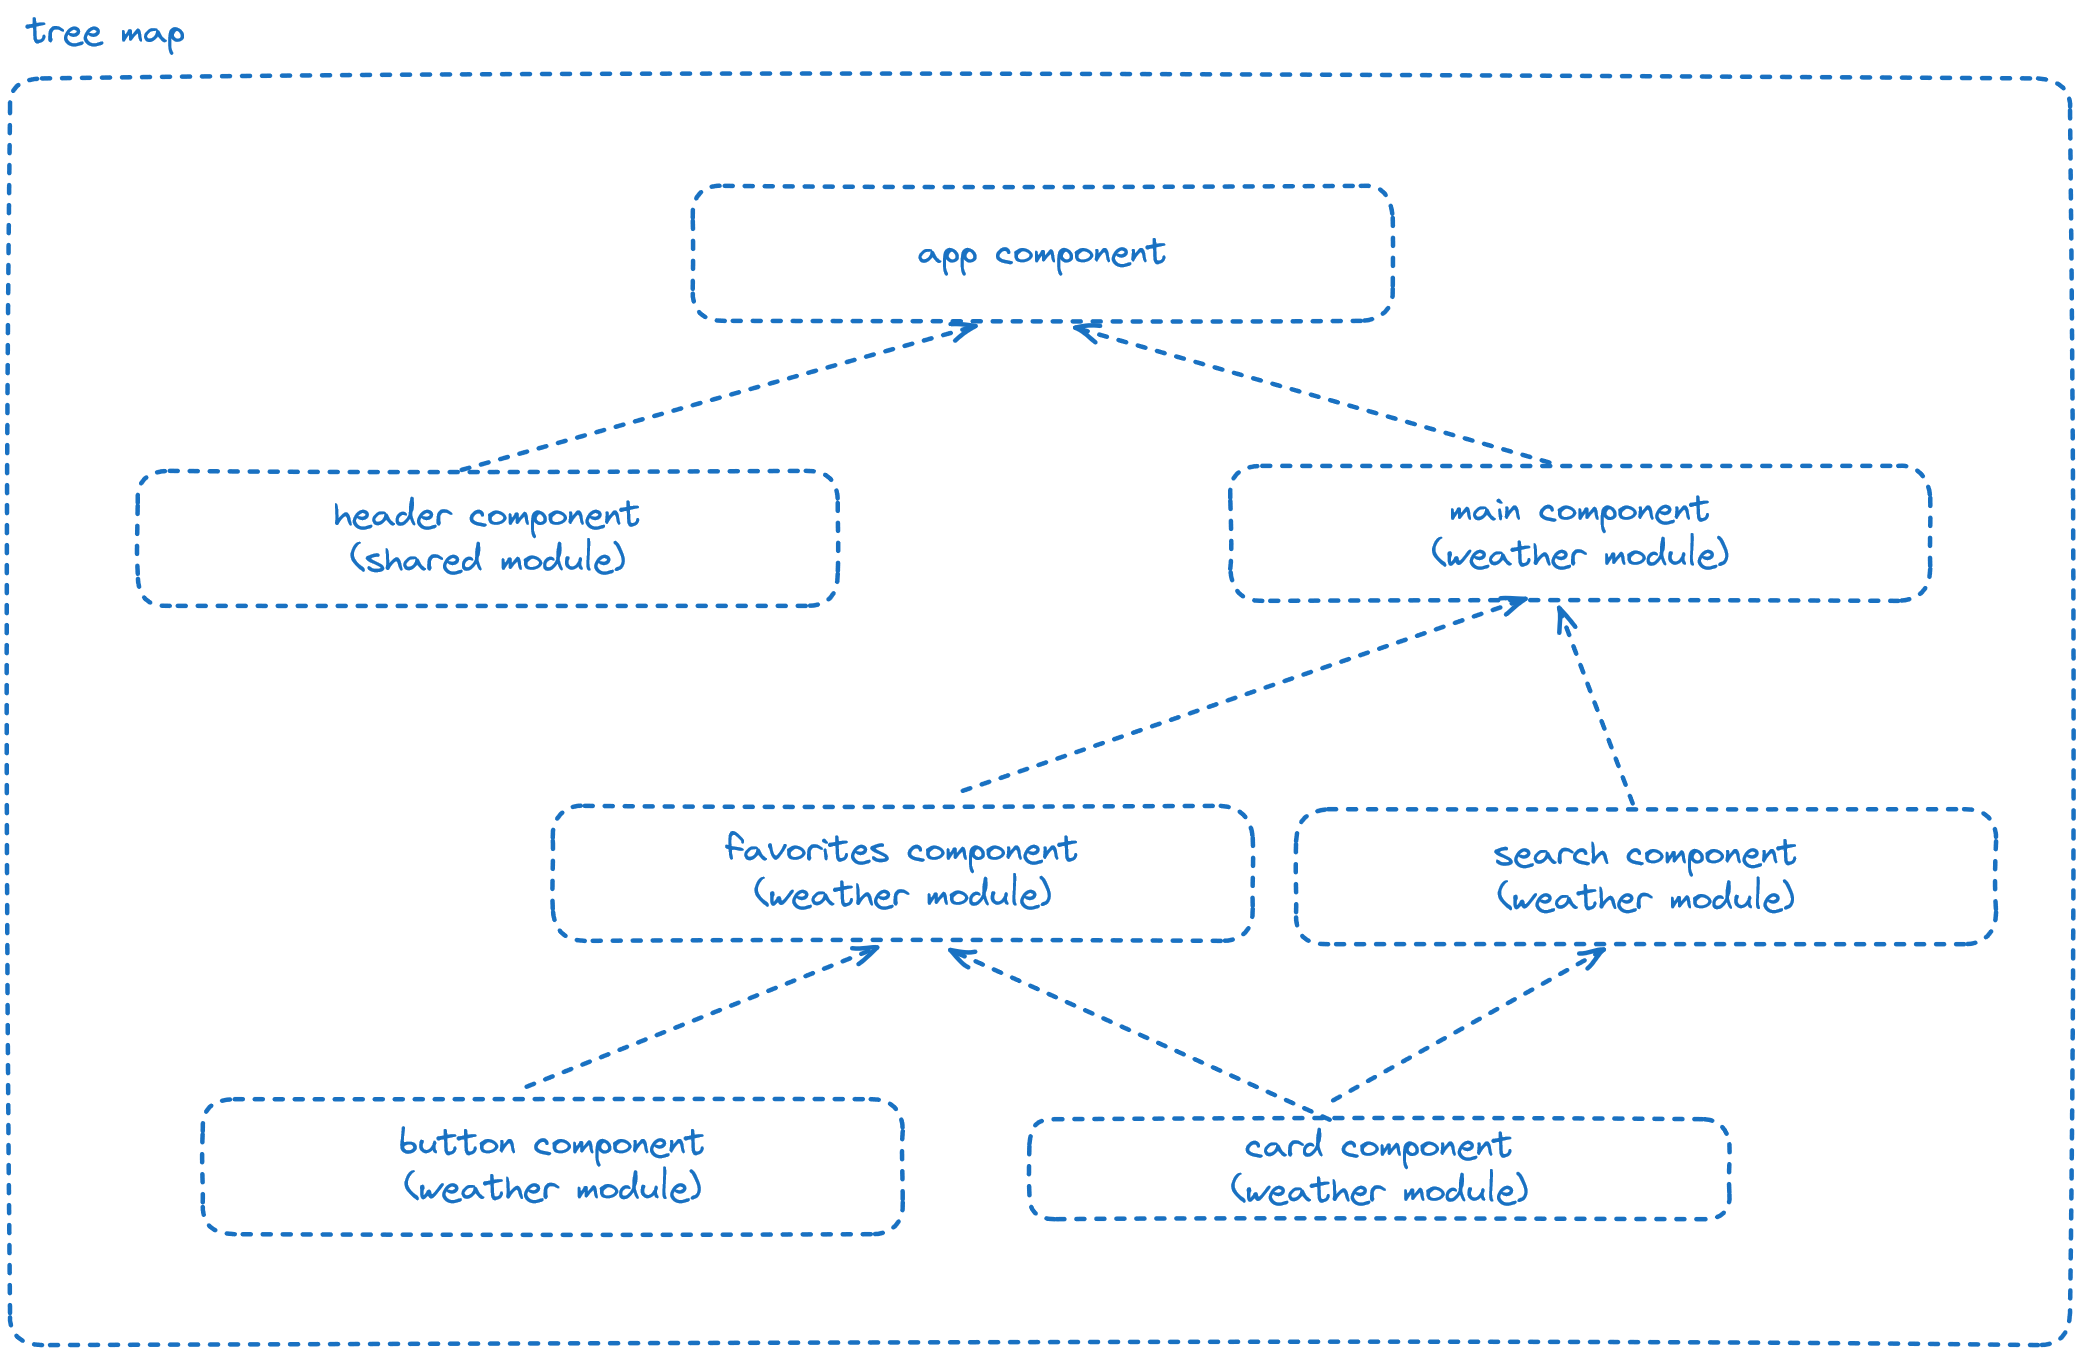 tree map
app component
header component
(shared module)
main component
(weather module)
favorites component
(weather module)
search component
(weather module)
button component
(weather module)
card component
(weather module)